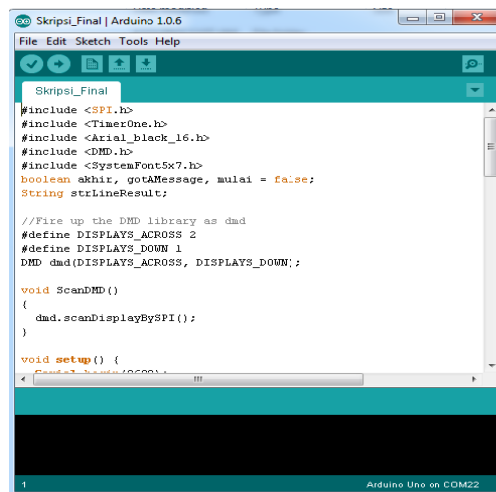 Skripsi_Final | Arduino 1.0.6
File Edit Sketch Tools Help
Skripsi_Final
#include <SPI.h>
#include <TimerOne.h>
#include <Arial_black_16.h>
#include <DMD.h>
#include <SystemFont5x7.h>
boolean akhir, gotAMessage, mulai = false;
String strLineResult;
//Fire up the DMD library as dmd
#define DISPLAYS_ACROSS 2
#define DISPLAYS_DOWN 1
DMD dmd(DISPLAYS_ACROSS, DISPLAYS_DOWN);
void ScanDMD()
{
dmd.scanDisplayBySPI();
}
void setup() {
1
Arduino Uno on COM22